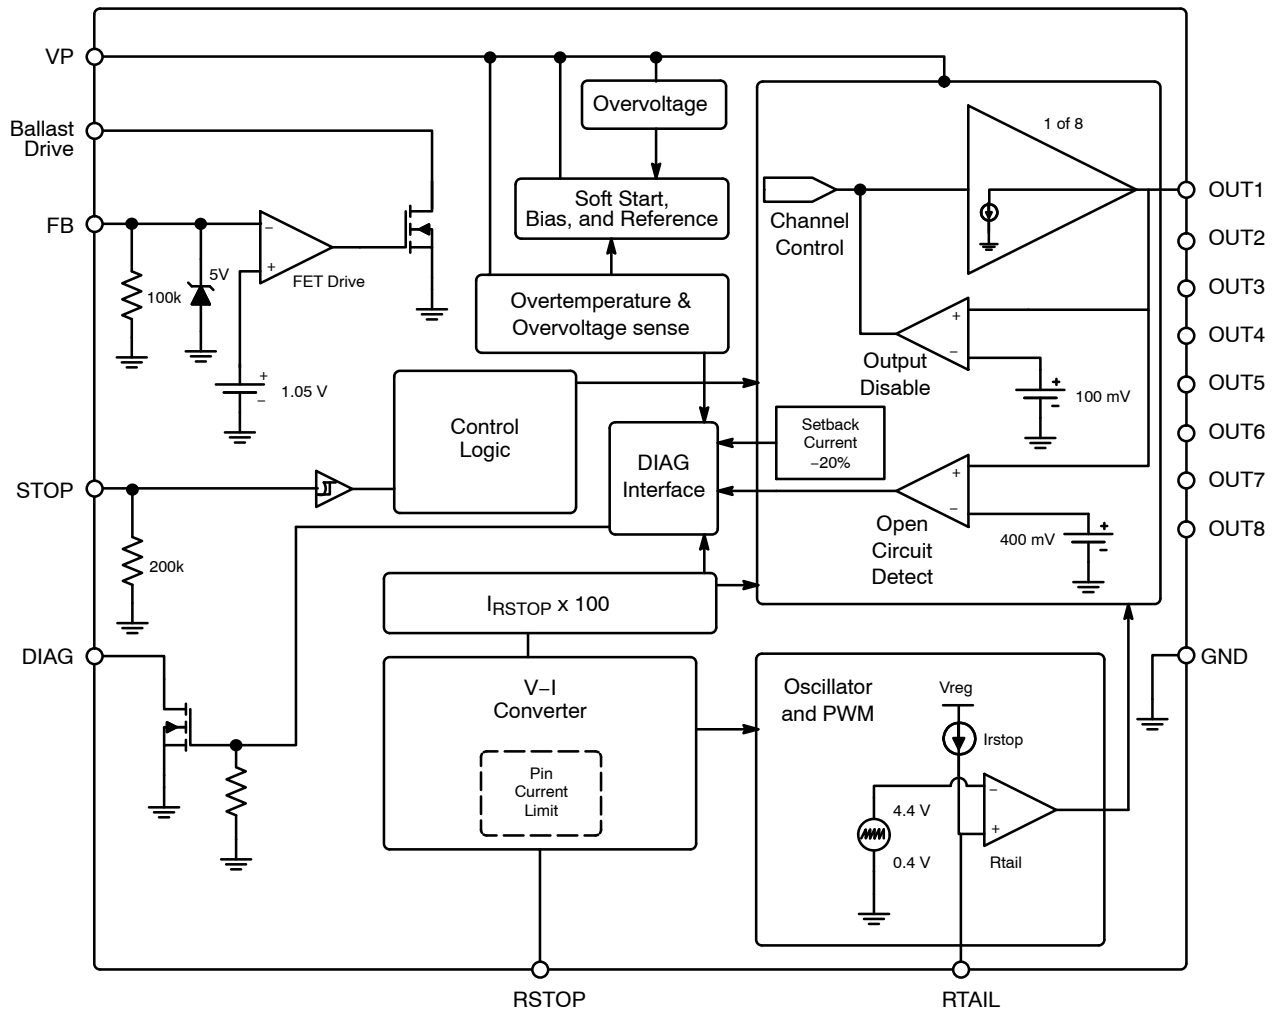 VP
Overvoltage
Ballast
Drive
1 of 8
Soft Start,
Bias, and Reference
OUT1
FB
Channel
Control
OUT2
5V
100k
FET Drive
Overtemperature &
Overvoltage sense
OUT3
+
−
+
−
OUT4
Output
Disable
+
−
1.05 V
+
−
100 mV
OUT5
Control
Logic
Setback
Current
−20%
OUT6
DIAG
Interface
+
−
OUT7
STOP
Open
Circuit
Detect
400 mV
+
−
OUT8
200k
IRSTOP x 100
DIAG
GND
V−I
Converter
Oscillator
and PWM
Vreg
Irstop
Pin
Current
Limit
−
+
4.4 V
0.4 V
Rtail
RSTOP
RTAIL